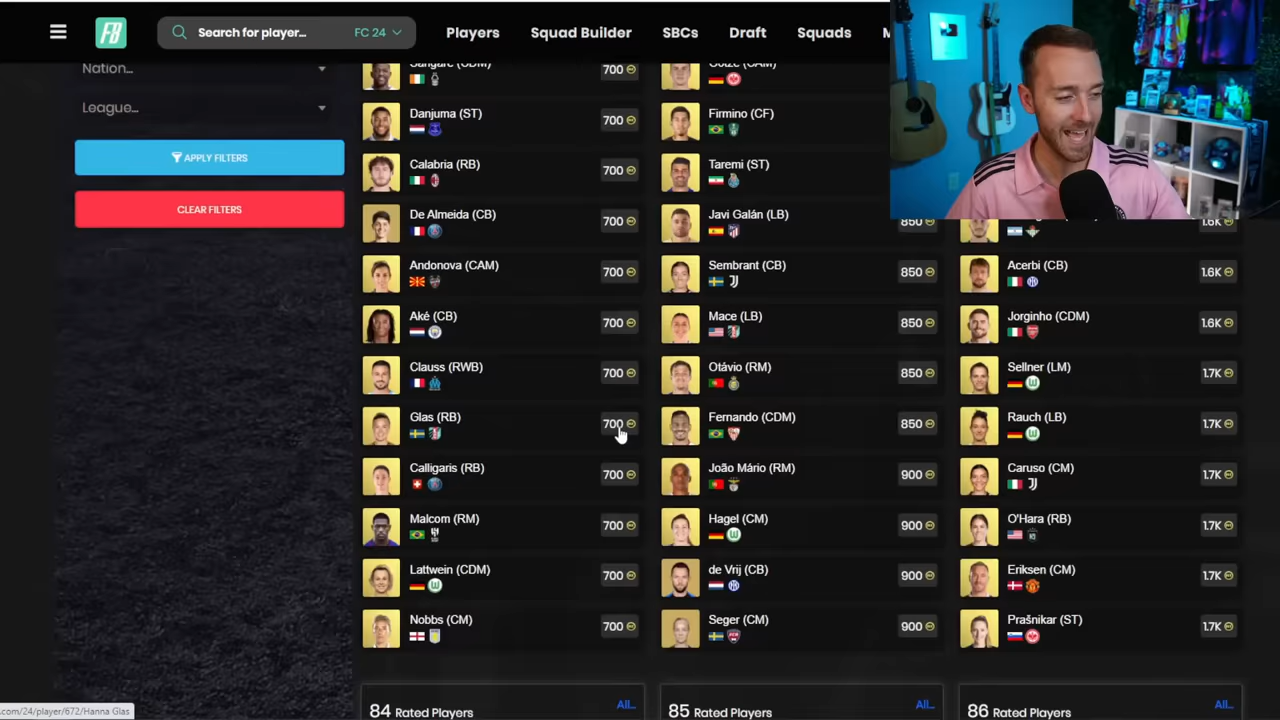 FB
Search for player...
FC 24
Players
Squad Builder
SBCs
Draft
Squads
M
Nation...
League...
APPLY FILTERS
CLEAR FILTERS
Sangaré (CDM)
700
Danjuma (ST)
700
Calabria (RB)
700
De Almeida (CB)
700
Andonova (CAM)
700
Aké (CB)
700
Clauss (RWB)
700
Glas (RB)
700
Calligaris (RB)
700
Malcom (RM)
700
Lattwein (CDM)
700
Nobbs (CM)
700
Götze (CAM)
Firmino (CF)
Taremi (ST)
Javi Galán (LB)
850
Sembrant (CB)
850
Mace (LB)
850
Otávio (RM)
850
Fernando (CDM)
850
João Mário (RM)
900
Hagel (CM)
900
de Vrij (CB)
900
Seger (CM)
900
1.6K
Acerbi (CB)
1.6K
Jorginho (CDM)
1.6K
Sellner (LM)
1.7K
Rauch (LB)
1.7K
Caruso (CM)
1.7K
O'Hara (RB)
1.7K
Eriksen (CM)
1.7K
Prašnikar (ST)
1.7K
84 Rated Players
All...
85 Rated Players
All...
86 Rated Players
All...
.com/24/player/672/Hanna Glas